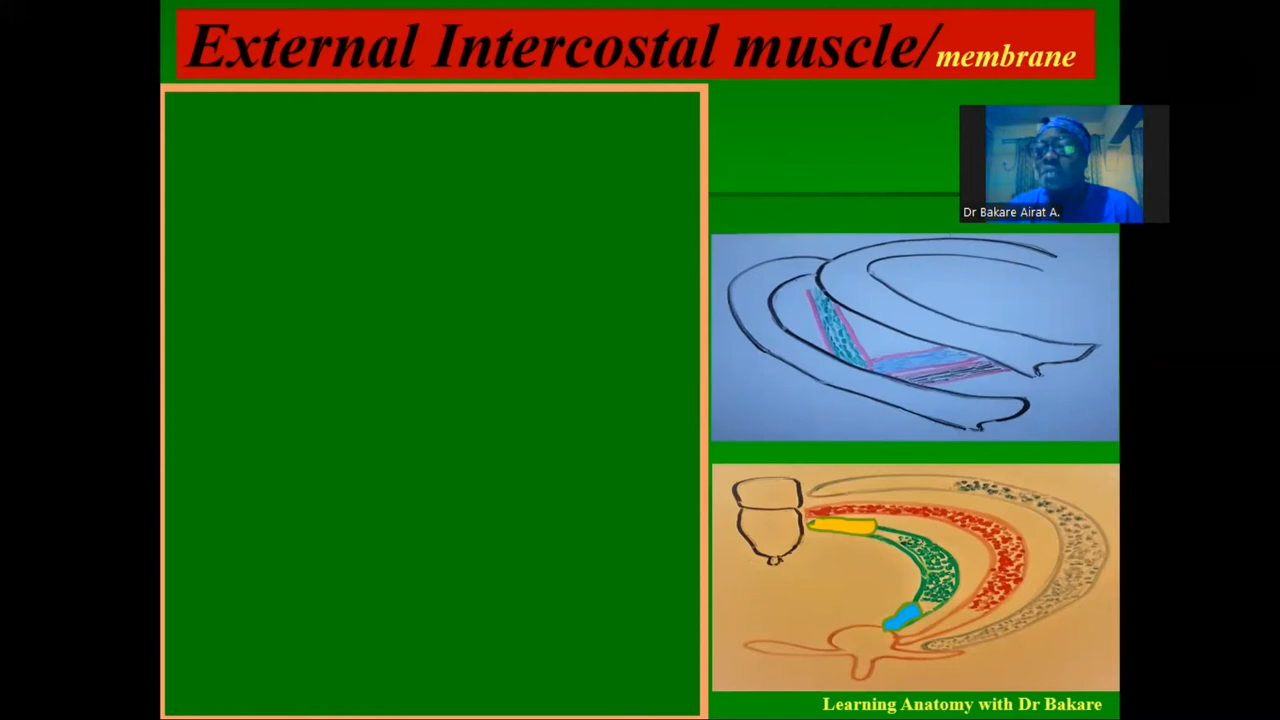 External Intercostal muscle/membrane
Dr Bakare Airat A.
Learning Anatomy with Dr Bakare